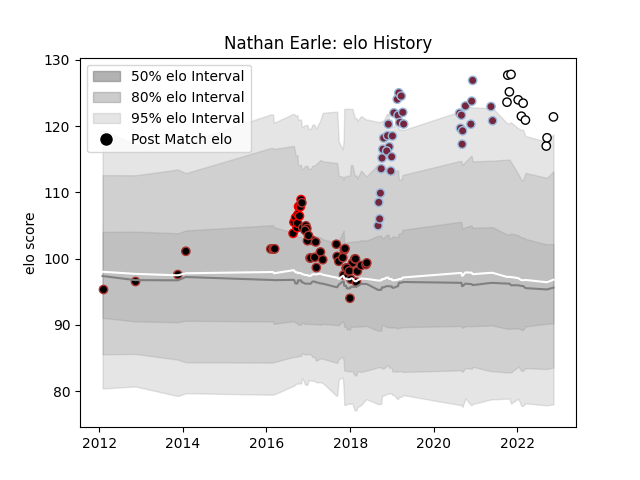 Nathan Earle: elo History
130
120
110
100
90
80
elo score
50% elo Interval
80% elo Interval
95% elo Interval
Post Match elo
2012
2014
2016
2018
2020
2022